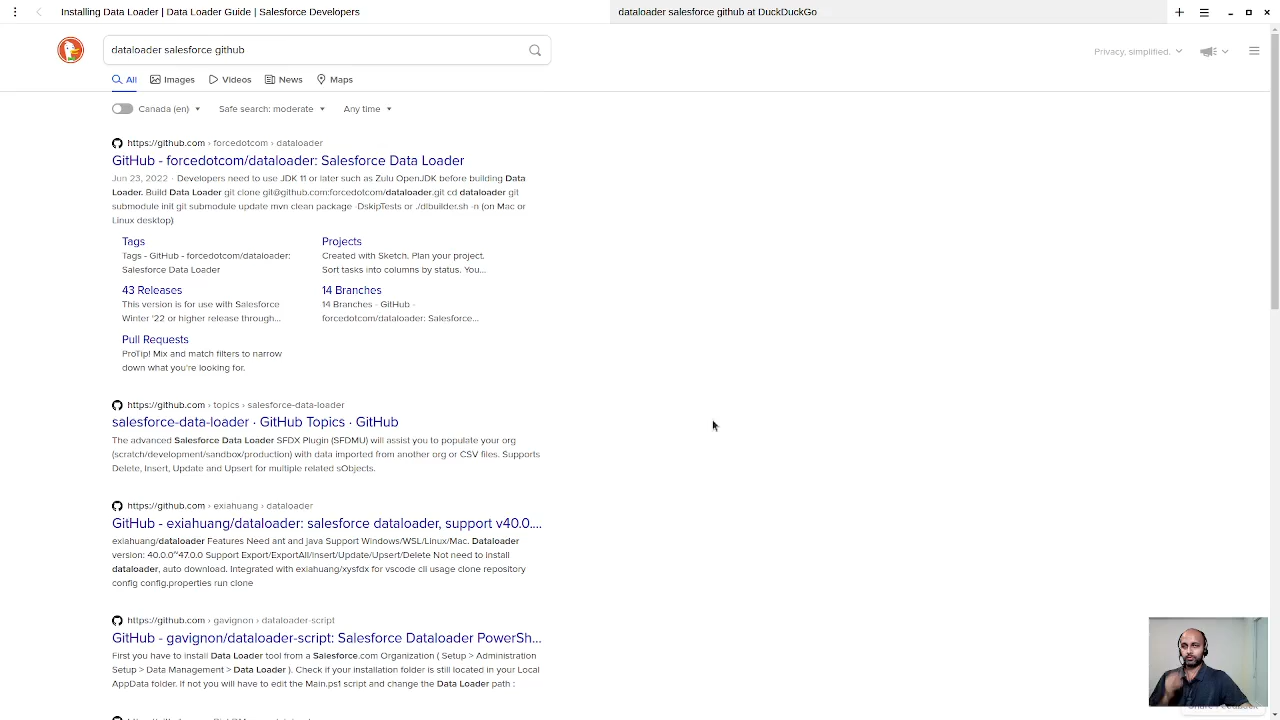 Installing Data Loader | Data Loader Guide | Salesforce Developers
dataloader salesforce github at DuckDuckGo
dataloader salesforce github
Privacy, simplified.
All
Images
Videos
News
Maps
Canada (en)
Safe search: moderate
Any time
https://github.com › forcedotcom › dataloader
GitHub - forcedotcom/dataloader: Salesforce Data Loader
Jun 23, 2022 · Developers need to use JDK 11 or later such as Zulu OpenJDK before building Data
Loader. Build Data Loader git clone git@github.com:forcedotcom/dataloader.git cd dataloader git
submodule init git submodule update mvn clean package -DskipTests or ./dlbuilder.sh -n (on Mac or
Linux desktop)
Tags
Tags - GitHub - forcedotcom/dataloader:
Salesforce Data Loader
Projects
Created with Sketch. Plan your project.
Sort tasks into columns by status. You...
43 Releases
This version is for use with Salesforce
Winter '22 or higher release through...
14 Branches
14 Branches - GitHub -
forcedotcom/dataloader: Salesforce...
Pull Requests
ProTip! Mix and match filters to narrow
down what you're looking for.
https://github.com › topics › salesforce-data-loader
salesforce-data-loader · GitHub Topics · GitHub
The advanced Salesforce Data Loader SFDX Plugin (SFDMU) will assist you to populate your org
(scratch/development/sandbox/production) with data imported from another org or CSV files. Supports
Delete, Insert, Update and Upsert for multiple related sObjects.
https://github.com › exiahuang › dataloader
GitHub - exiahuang/dataloader: salesforce dataloader, support v40.0....
exiahuang/dataloader Features Need ant and java Support Windows/WSL/Linux/Mac. Dataloader
version: 40.0.0~47.0.0 Support Export/ExportAll/Insert/Update/Upsert/Delete Not need to install
dataloader, auto download. Integrated with exiahuang/xysfdx for vscode cli usage clone repository
config config.properties run clone
https://github.com › gavignon › dataloader-script
GitHub - gavignon/dataloader-script: Salesforce Dataloader PowerSh...
First you have to install Data Loader tool from a Salesforce.com Organization ( Setup > Administration
Setup > Data Management > Data Loader ). Check if your installation folder is still located in your Local
AppData folder. If not you will have to edit the Main.ps1 script and change the Data Loader path :